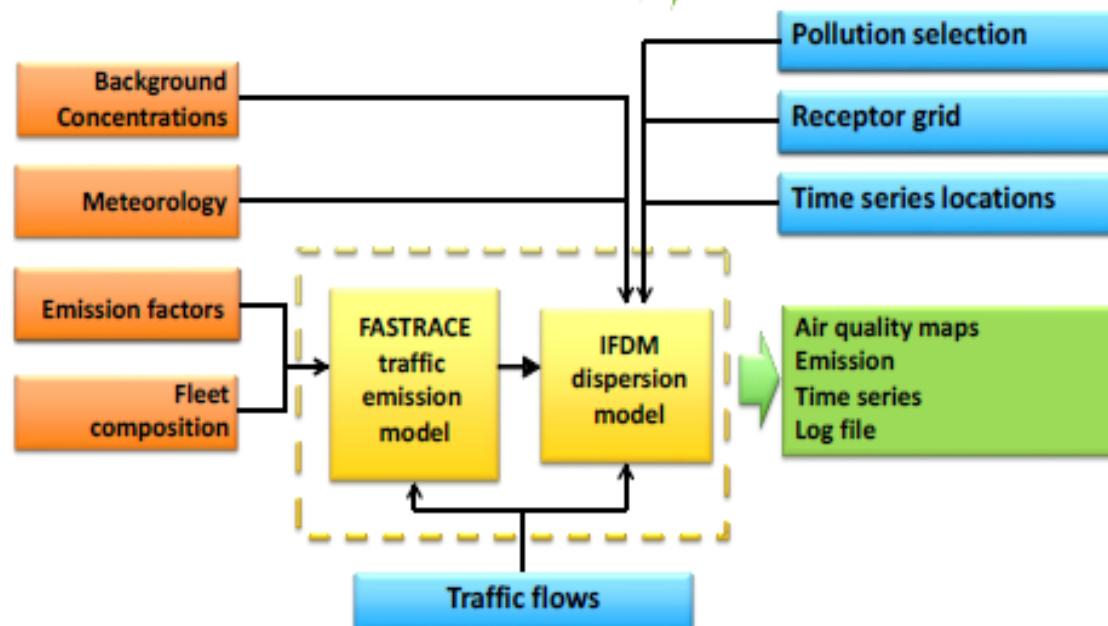 Background
Concentrations
Meteorology
Emission factors
Fleet
composition
Pollution selection
Receptor grid
Time series locations
FASTRACE
traffic
emission
model
IFDM
dispersion
model
Air quality maps
Emission
Time series
Log file
Traffic flows